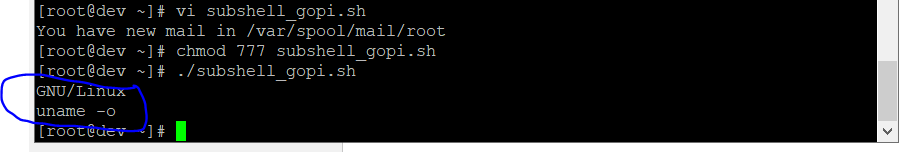 [root@dev ~]# vi subshell_gopi.sh
You have new mail in /var/spool/mail/root
[root@dev ~]# chmod 777 subshell_gopi.sh
[root@dev ~]# ./subshell_gopi.sh
GNU/Linux
uname -o
[root@dev ~]#